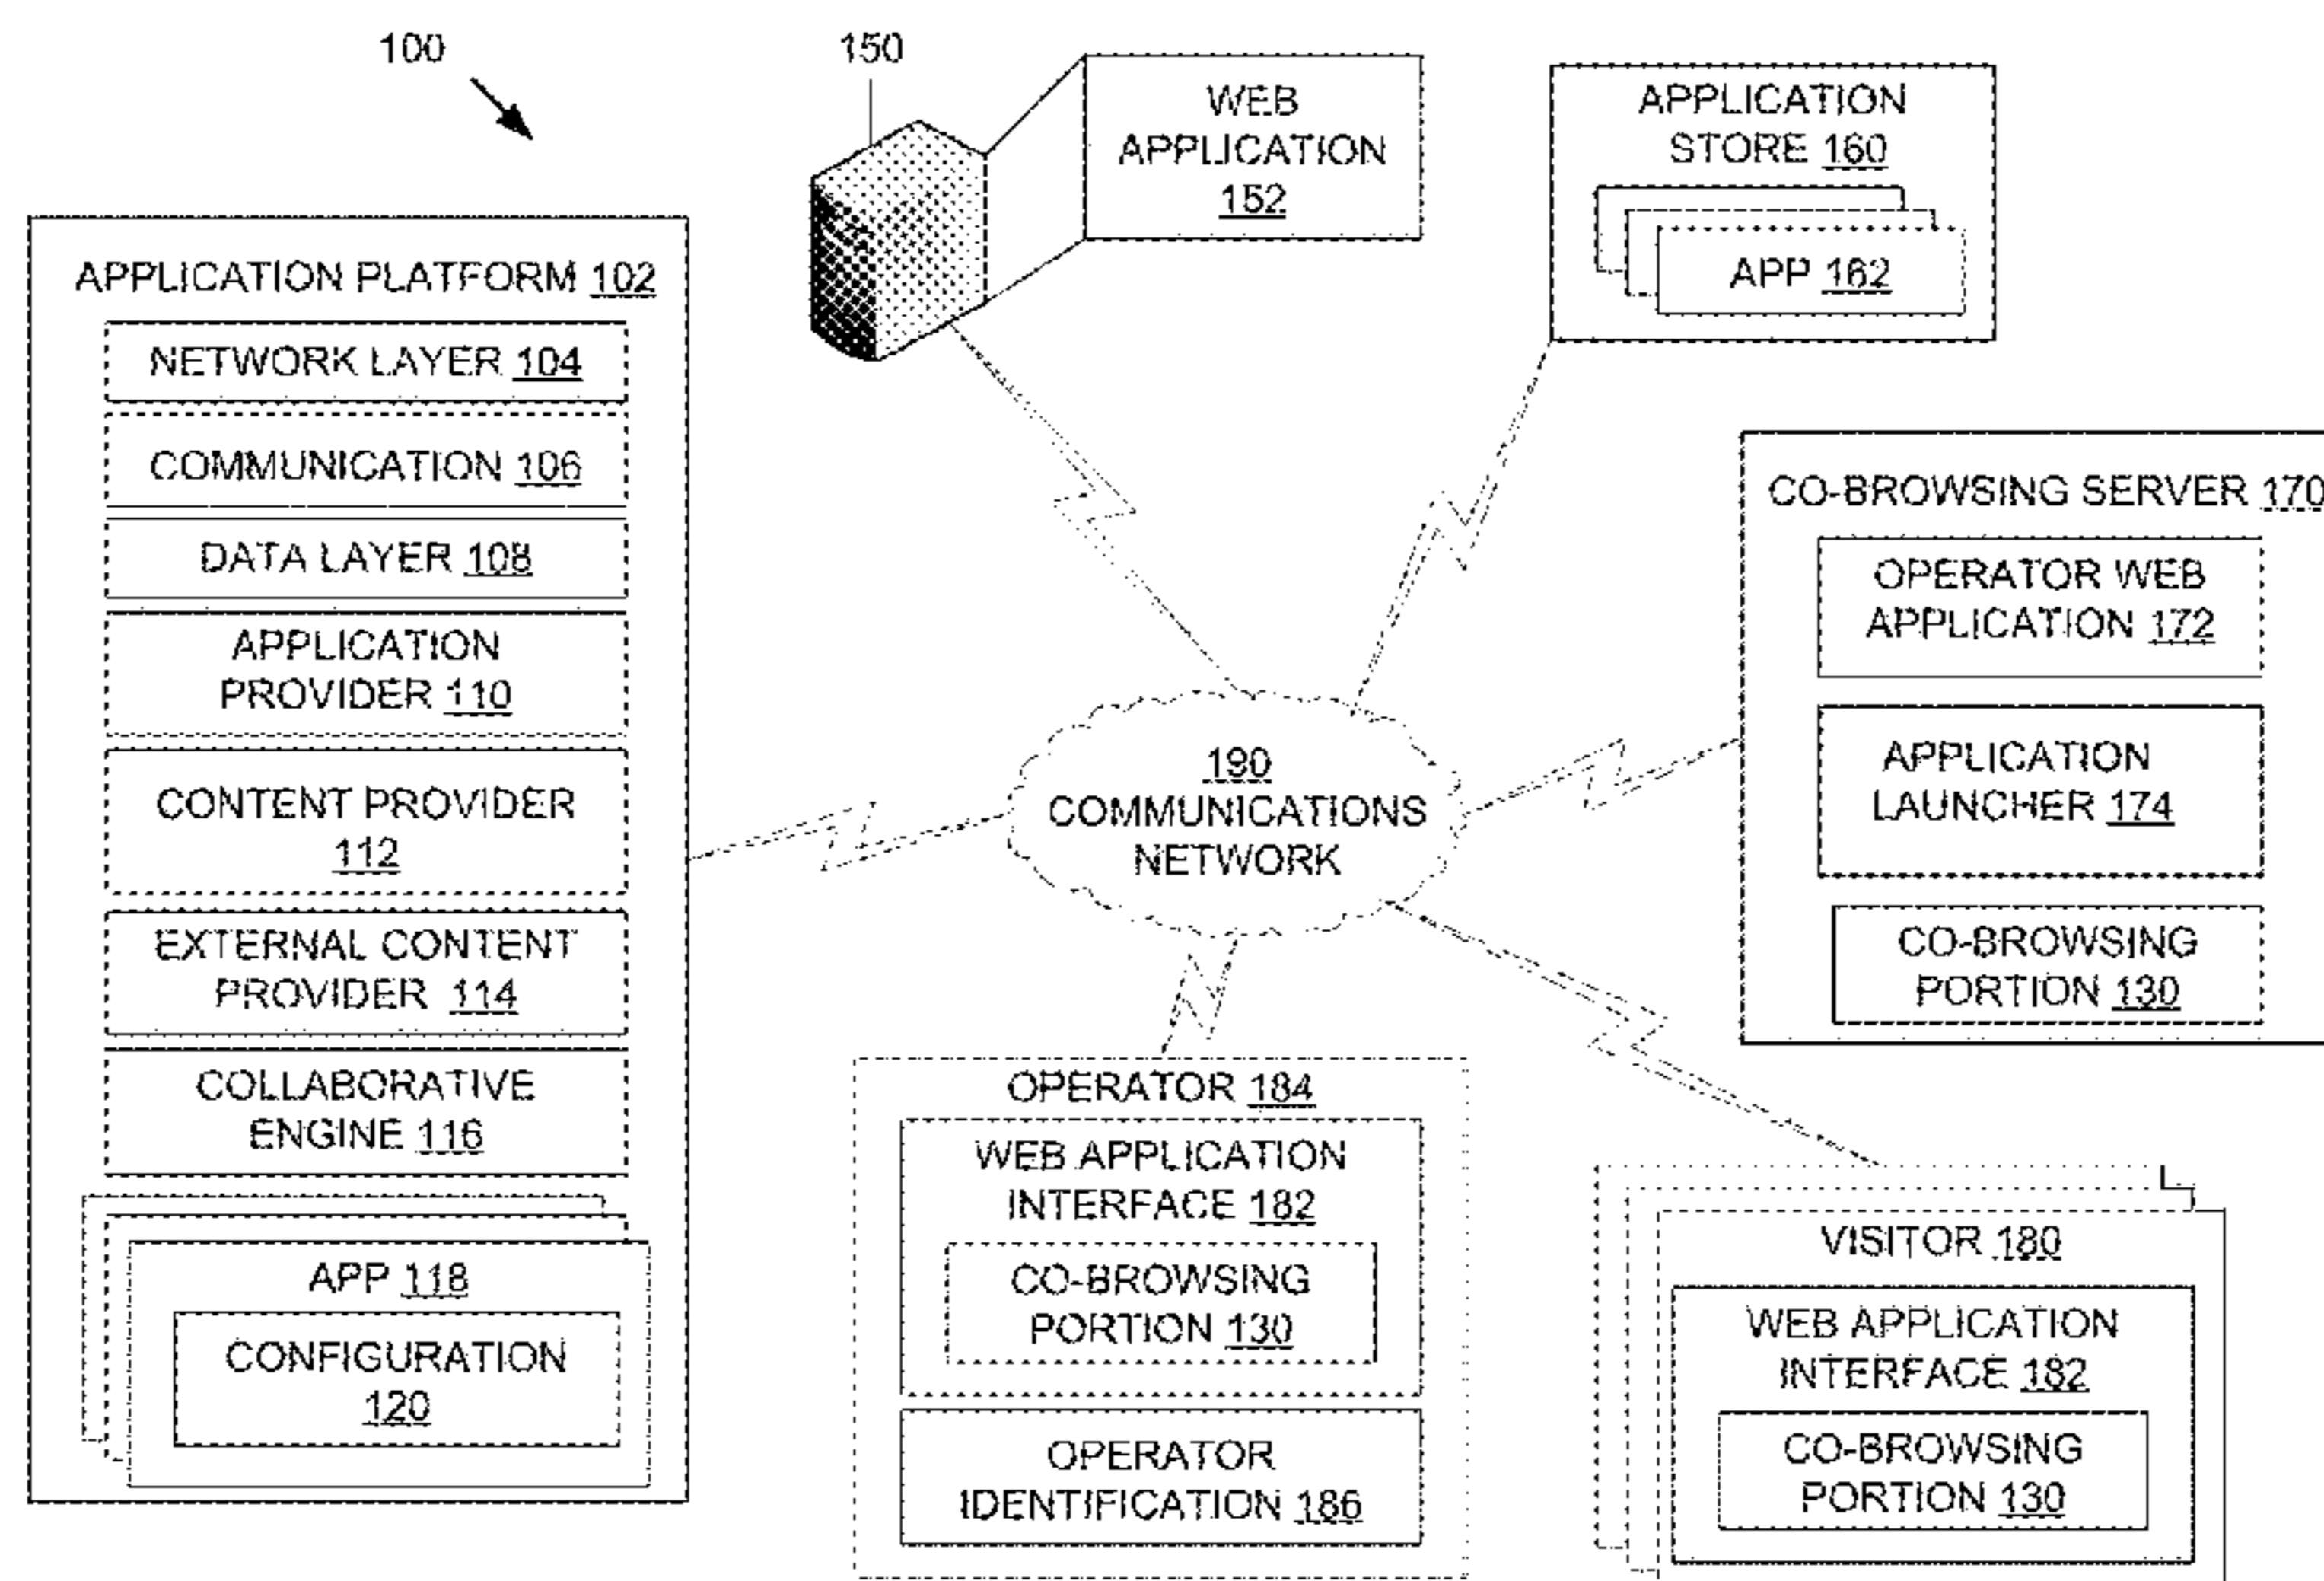 100
150
WEB
APPLICATION
152
APPLICATION
STORE 160
APP 162
APPLICATION PLATFORM 102
NETWORK LAYER 104
COMMUNICATION 106
DATA LAYER 108
APPLICATION
PROVIDER 110
CONTENT PROVIDER
112
EXTERNAL CONTENT
PROVIDER 114
COLLABORATIVE
ENGINE 116
APP 118
CONFIGURATION
120
190
COMMUNICATIONS
NETWORK
CO-BROWSING SERVER 170
OPERATOR WEB
APPLICATION 172
APPLICATION
LAUNCHER 174
CO-BROWSING
PORTION 130
OPERATOR 184
WEB APPLICATION
INTERFACE 182
CO-BROWSING
PORTION 130
OPERATOR
IDENTIFICATION 186
VISITOR 180
WEB APPLICATION
INTERFACE 182
CO-BROWSING
PORTION 130